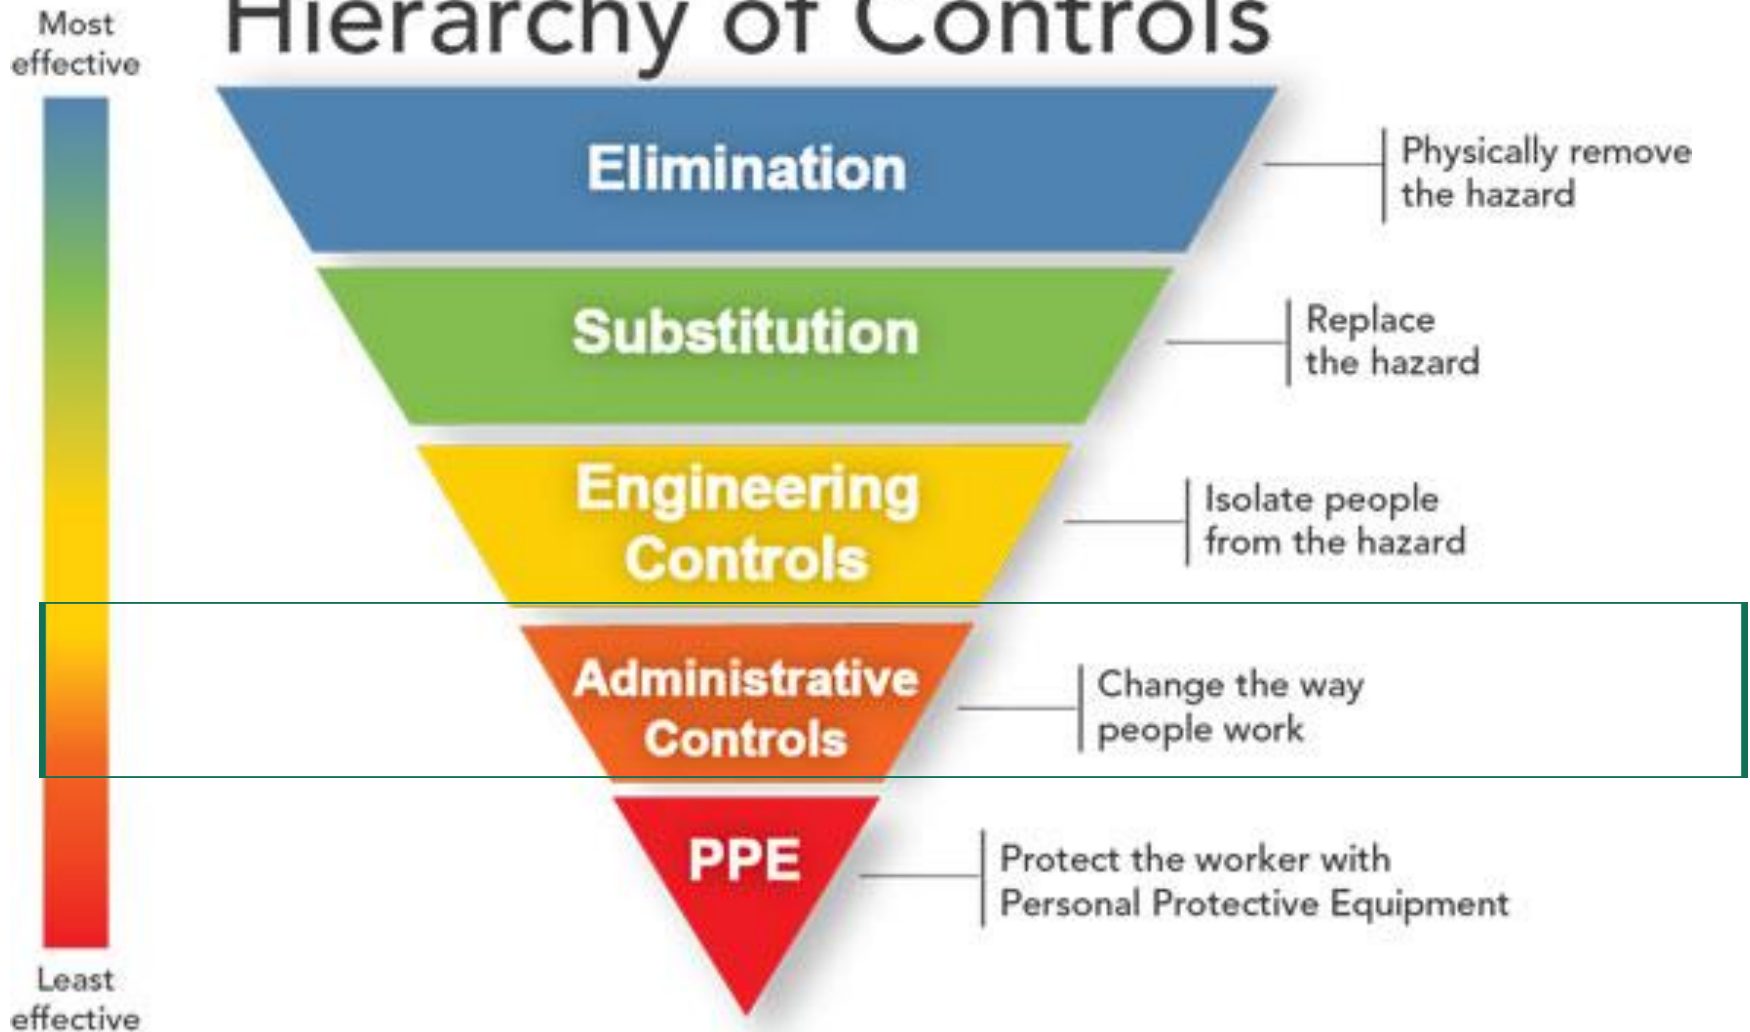 Hierarchy of Controls
Most
effective
Elimination
Physically remove
the hazard
Substitution
Replace
the hazard
Engineering
Controls
Isolate people
from the hazard
Administrative
Controls
Change the way
people work
PPE
Protect the worker with
Personal Protective Equipment
Least
effective